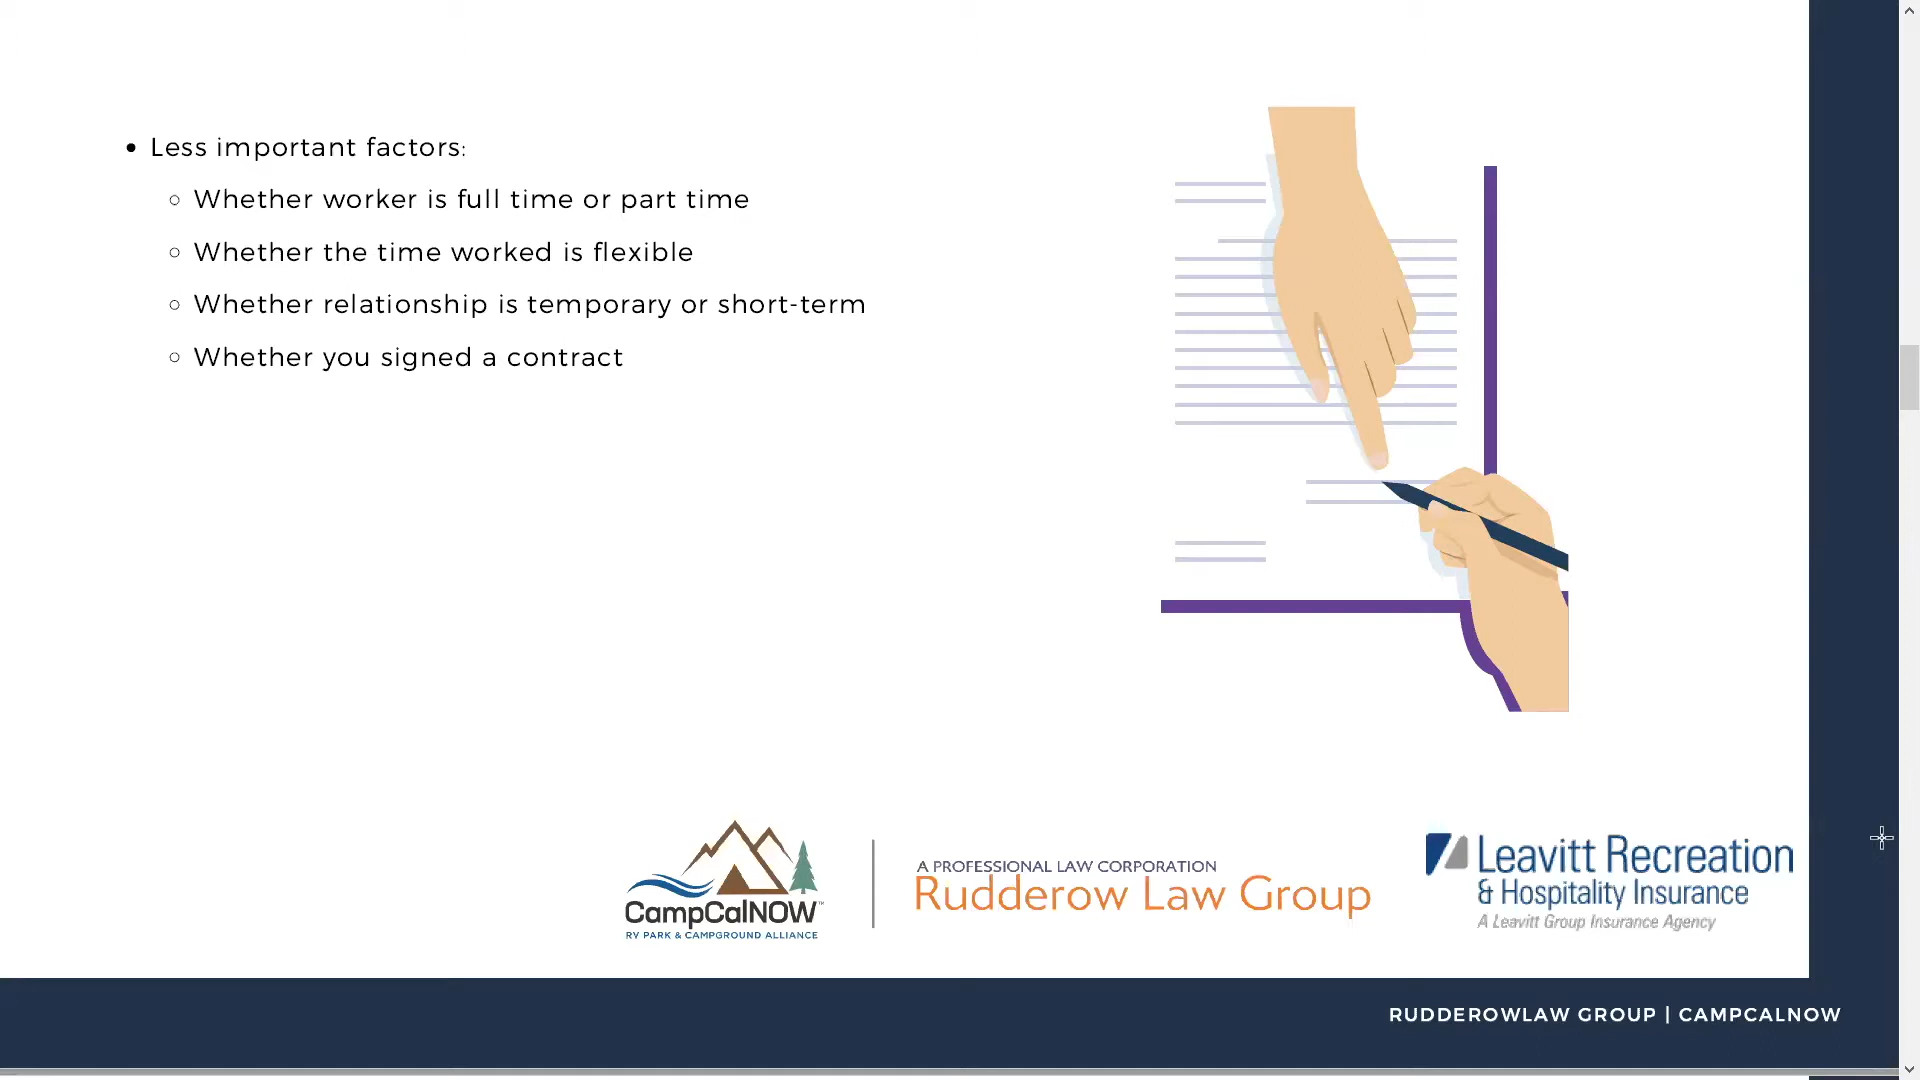 Less important factors:
Whether worker is full time or part time
Whether the time worked is flexible
Whether relationship is temporary or short-term
Whether you signed a contract
CampCalNOW™
RV PARK & CAMPGROUND ALLIANCE
A PROFESSIONAL LAW CORPORATION
Rudderow Law Group
Leavitt Recreation
& Hospitality Insurance
A Leavitt Group Insurance Agency
RUDDEROWLAW GROUP | CAMPCALNOW